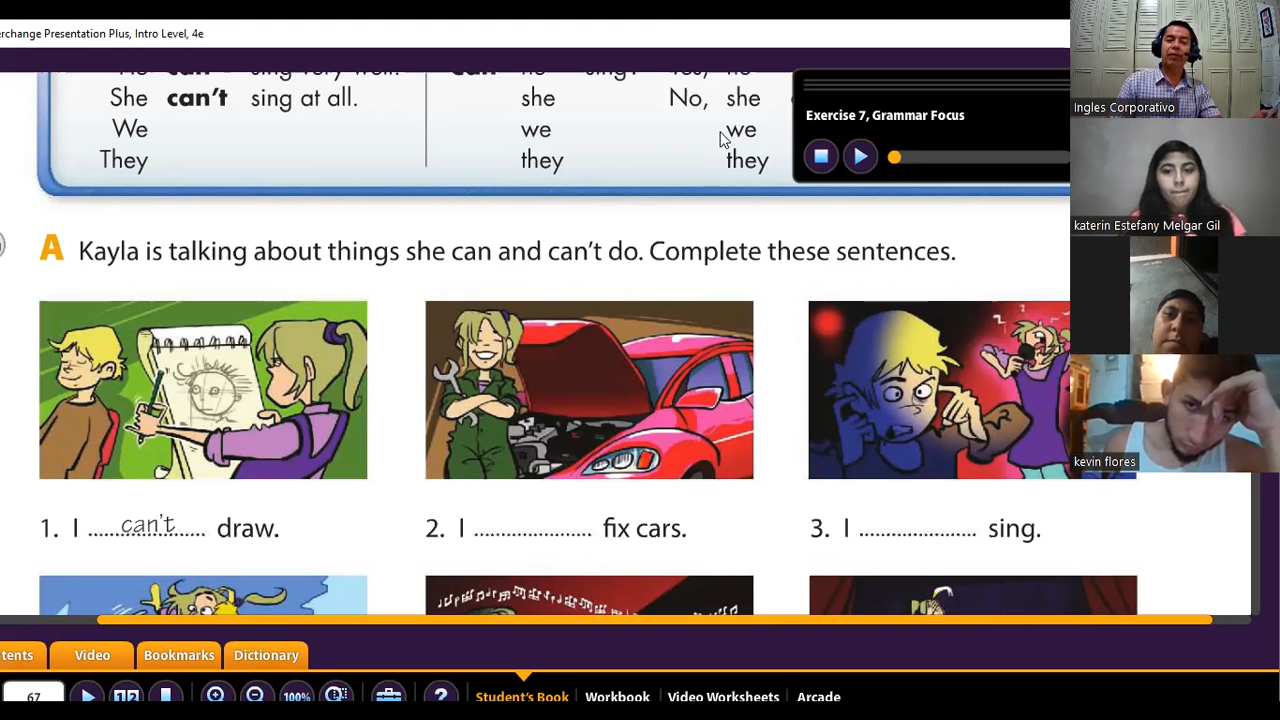 erchange Presentation Plus, Intro Level, 4e
She can't sing at all.
We
They
she
we
they
No, she
we
they
Exercise 7, Grammar Focus
Ingles Corporativo
katerin Estefany Melgar Gil
kevin flores
A Kayla is talking about things she can and can't do. Complete these sentences.
1. I can't draw.
2. I .................... fix cars.
3. I .................... sing.
tents Video Bookmarks Dictionary
67 100% ? Student's Book Workbook Video Worksheets Arcade